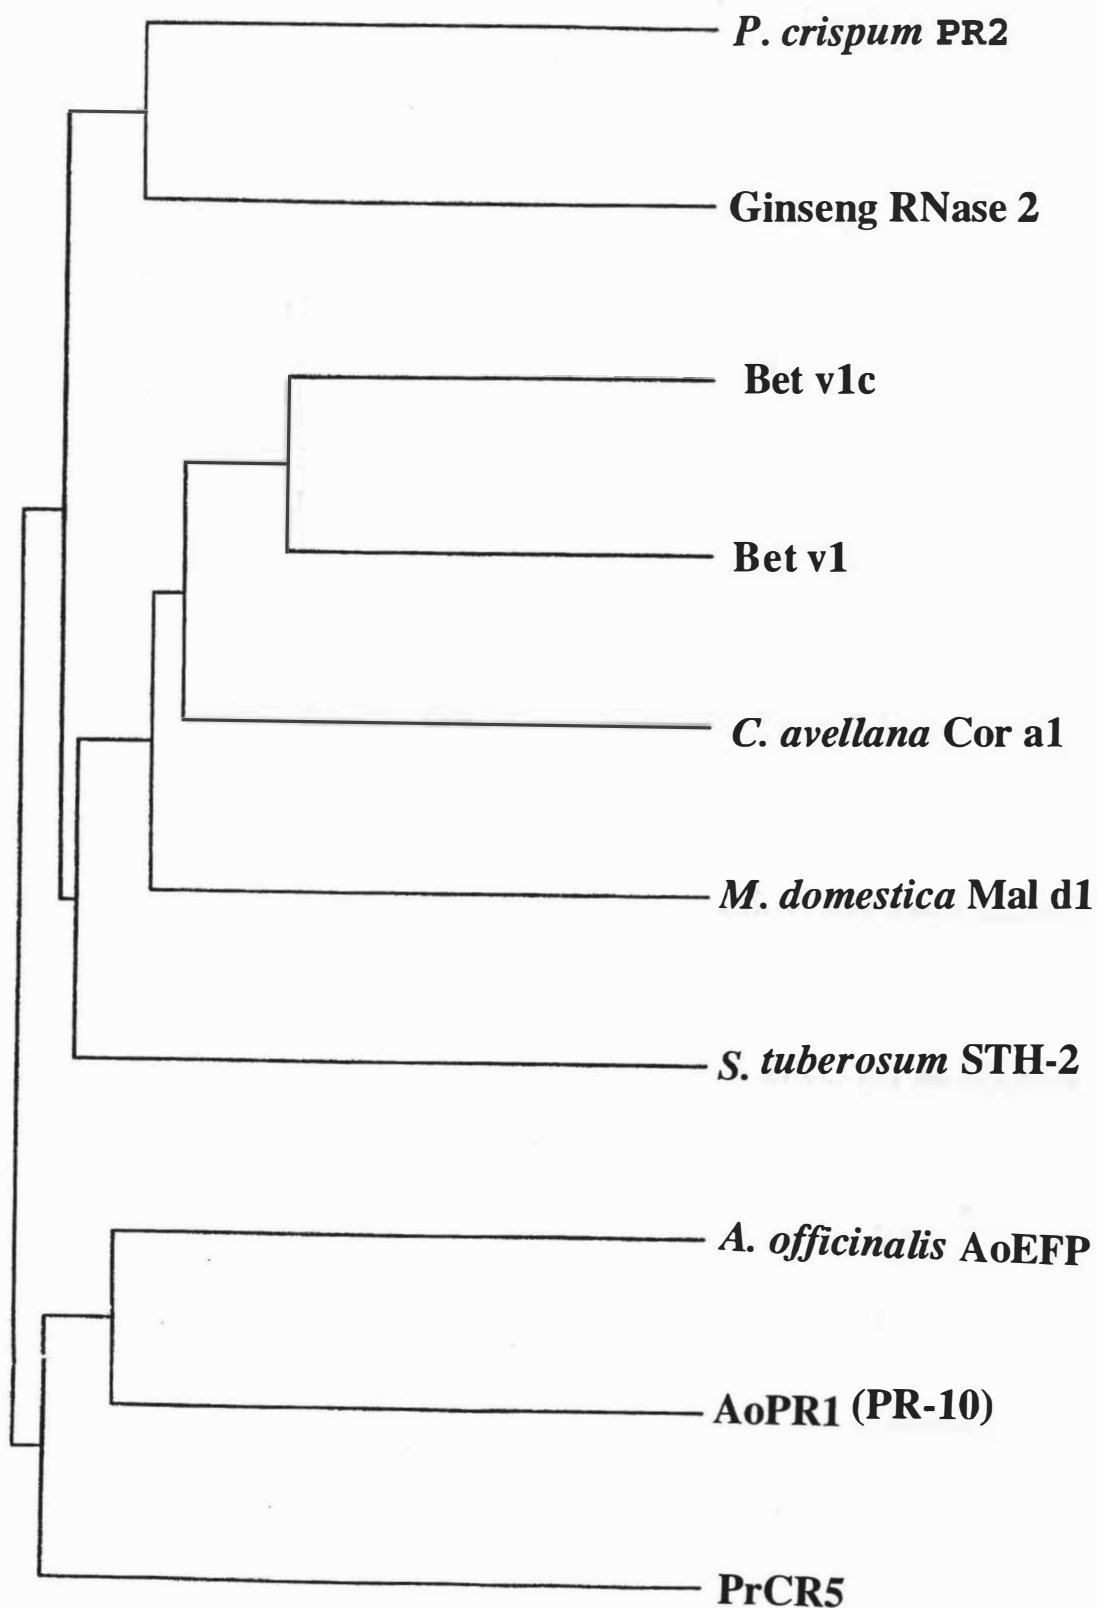 P. crispum PR2
Ginseng RNase 2
Bet v1c
Bet v1
C. avellana Cor a1
M. domestica Mal d1
S. tuberosum STH-2
A. officinalis AoEFP
AoPR1 (PR-10)
PrCR5